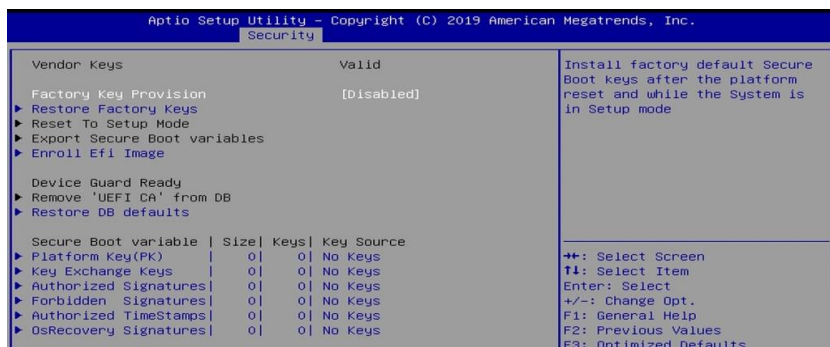 Aptio Setup Utility – Copyright (C) 2019 American Megatrends, Inc.
Security
Vendor Keys Valid
Factory Key Provision [Disabled]
▶ Restore Factory Keys
▶ Reset To Setup Mode
▶ Export Secure Boot variables
▶ Enroll Efi Image
Device Guard Ready
▶ Remove 'UEFI CA' from DB
▶ Restore DB defaults
Secure Boot variable | Size| Keys| Key Source
▶ Platform Key(PK) | 0| 0| No Keys
▶ Key Exchange Keys | 0| 0| No Keys
▶ Authorized Signatures| 0| 0| No Keys
▶ Forbidden Signatures| 0| 0| No Keys
▶ Authorized TimeStamps| 0| 0| No Keys
▶ OsRecovery Signatures| 0| 0| No Keys
Install factory default Secure
Boot keys after the platform
reset and while the System is
in Setup mode
→←: Select Screen
↑↓: Select Item
Enter: Select
+/-: Change Opt.
F1: General Help
F2: Previous Values
F3: Optimized Defaults